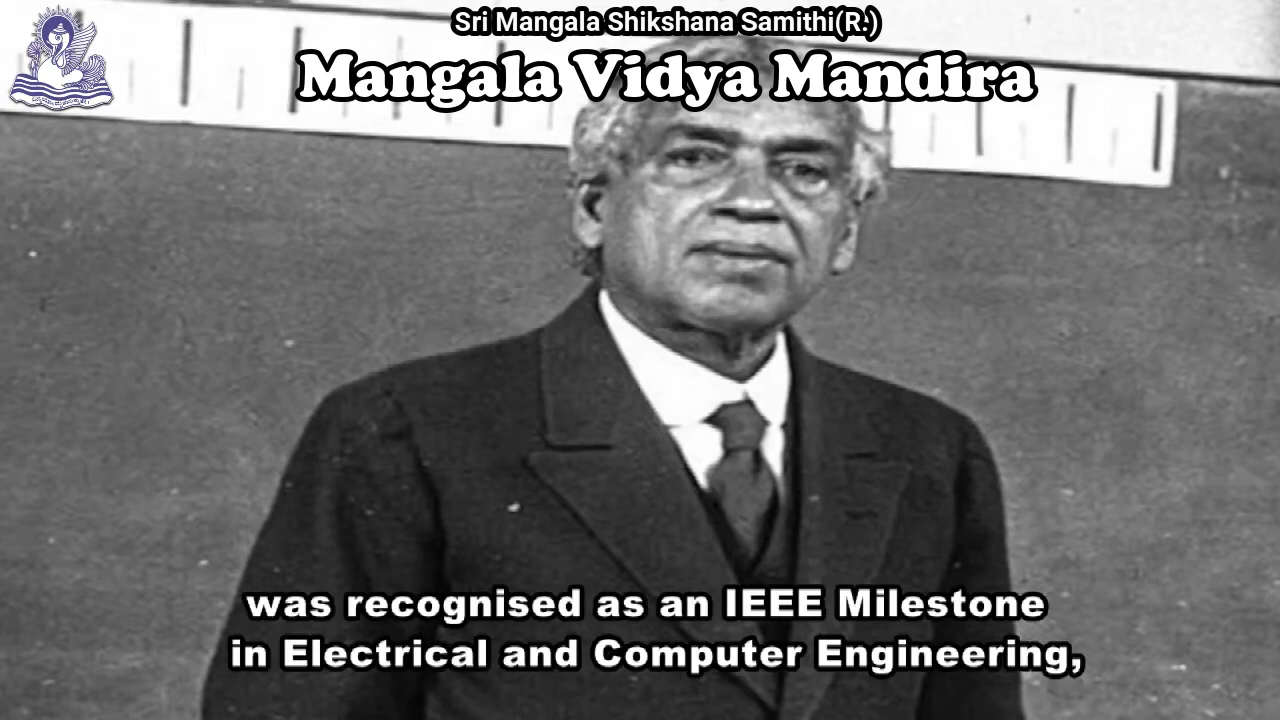 Sri Mangala Shikshana Samithi(R.)
Mangala Vidya Mandira
was recognised as an IEEE Milestone
in Electrical and Computer Engineering,